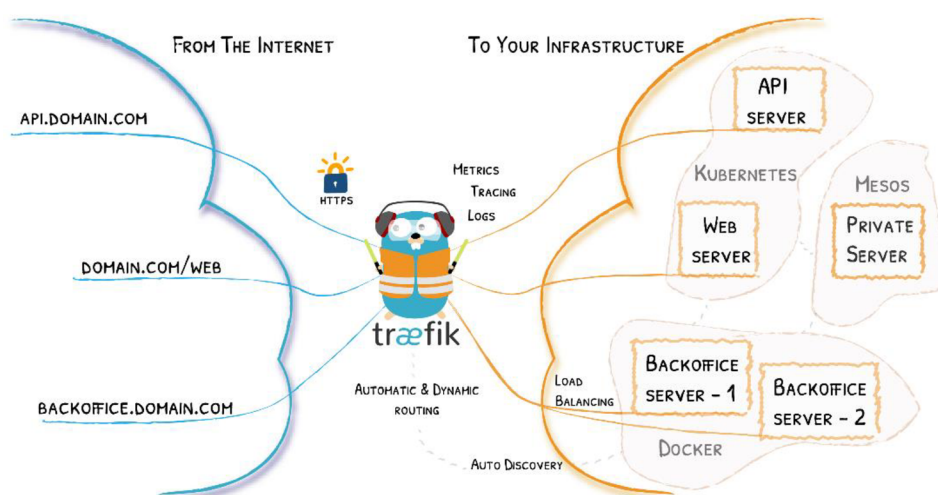 From The Internet
To Your Infrastructure
api.domain.com
domain.com/web
backoffice.domain.com
HTTPS
Metrics
Tracing
Logs
træfik
Automatic & Dynamic
routing
Auto Discovery
Load
Balancing
API
server
Kubernetes
Web
server
Mesos
Private
Server
Backoffice
server - 1
Backoffice
server - 2
Docker